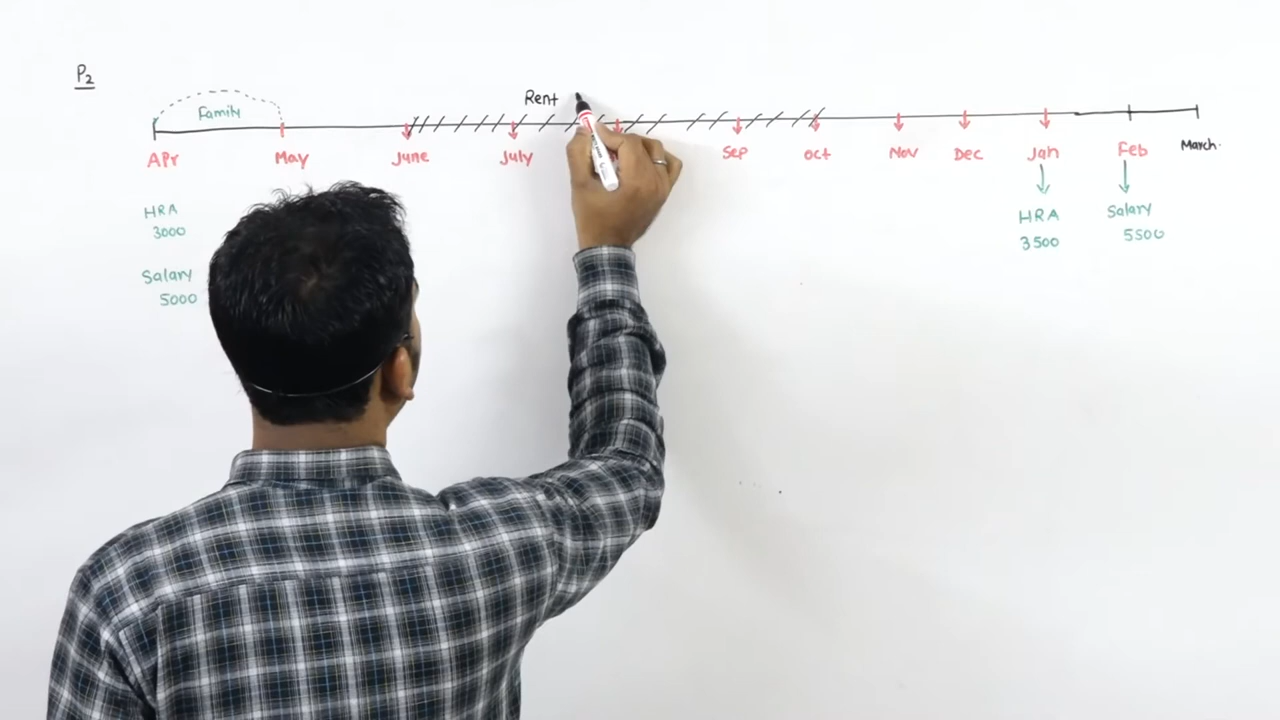 P2
Family
Rent
Apr May June July Sep oct Nov Dec Jan Feb March.
HRA
3000
Salary
5000
HRA
3500
Salary
5500